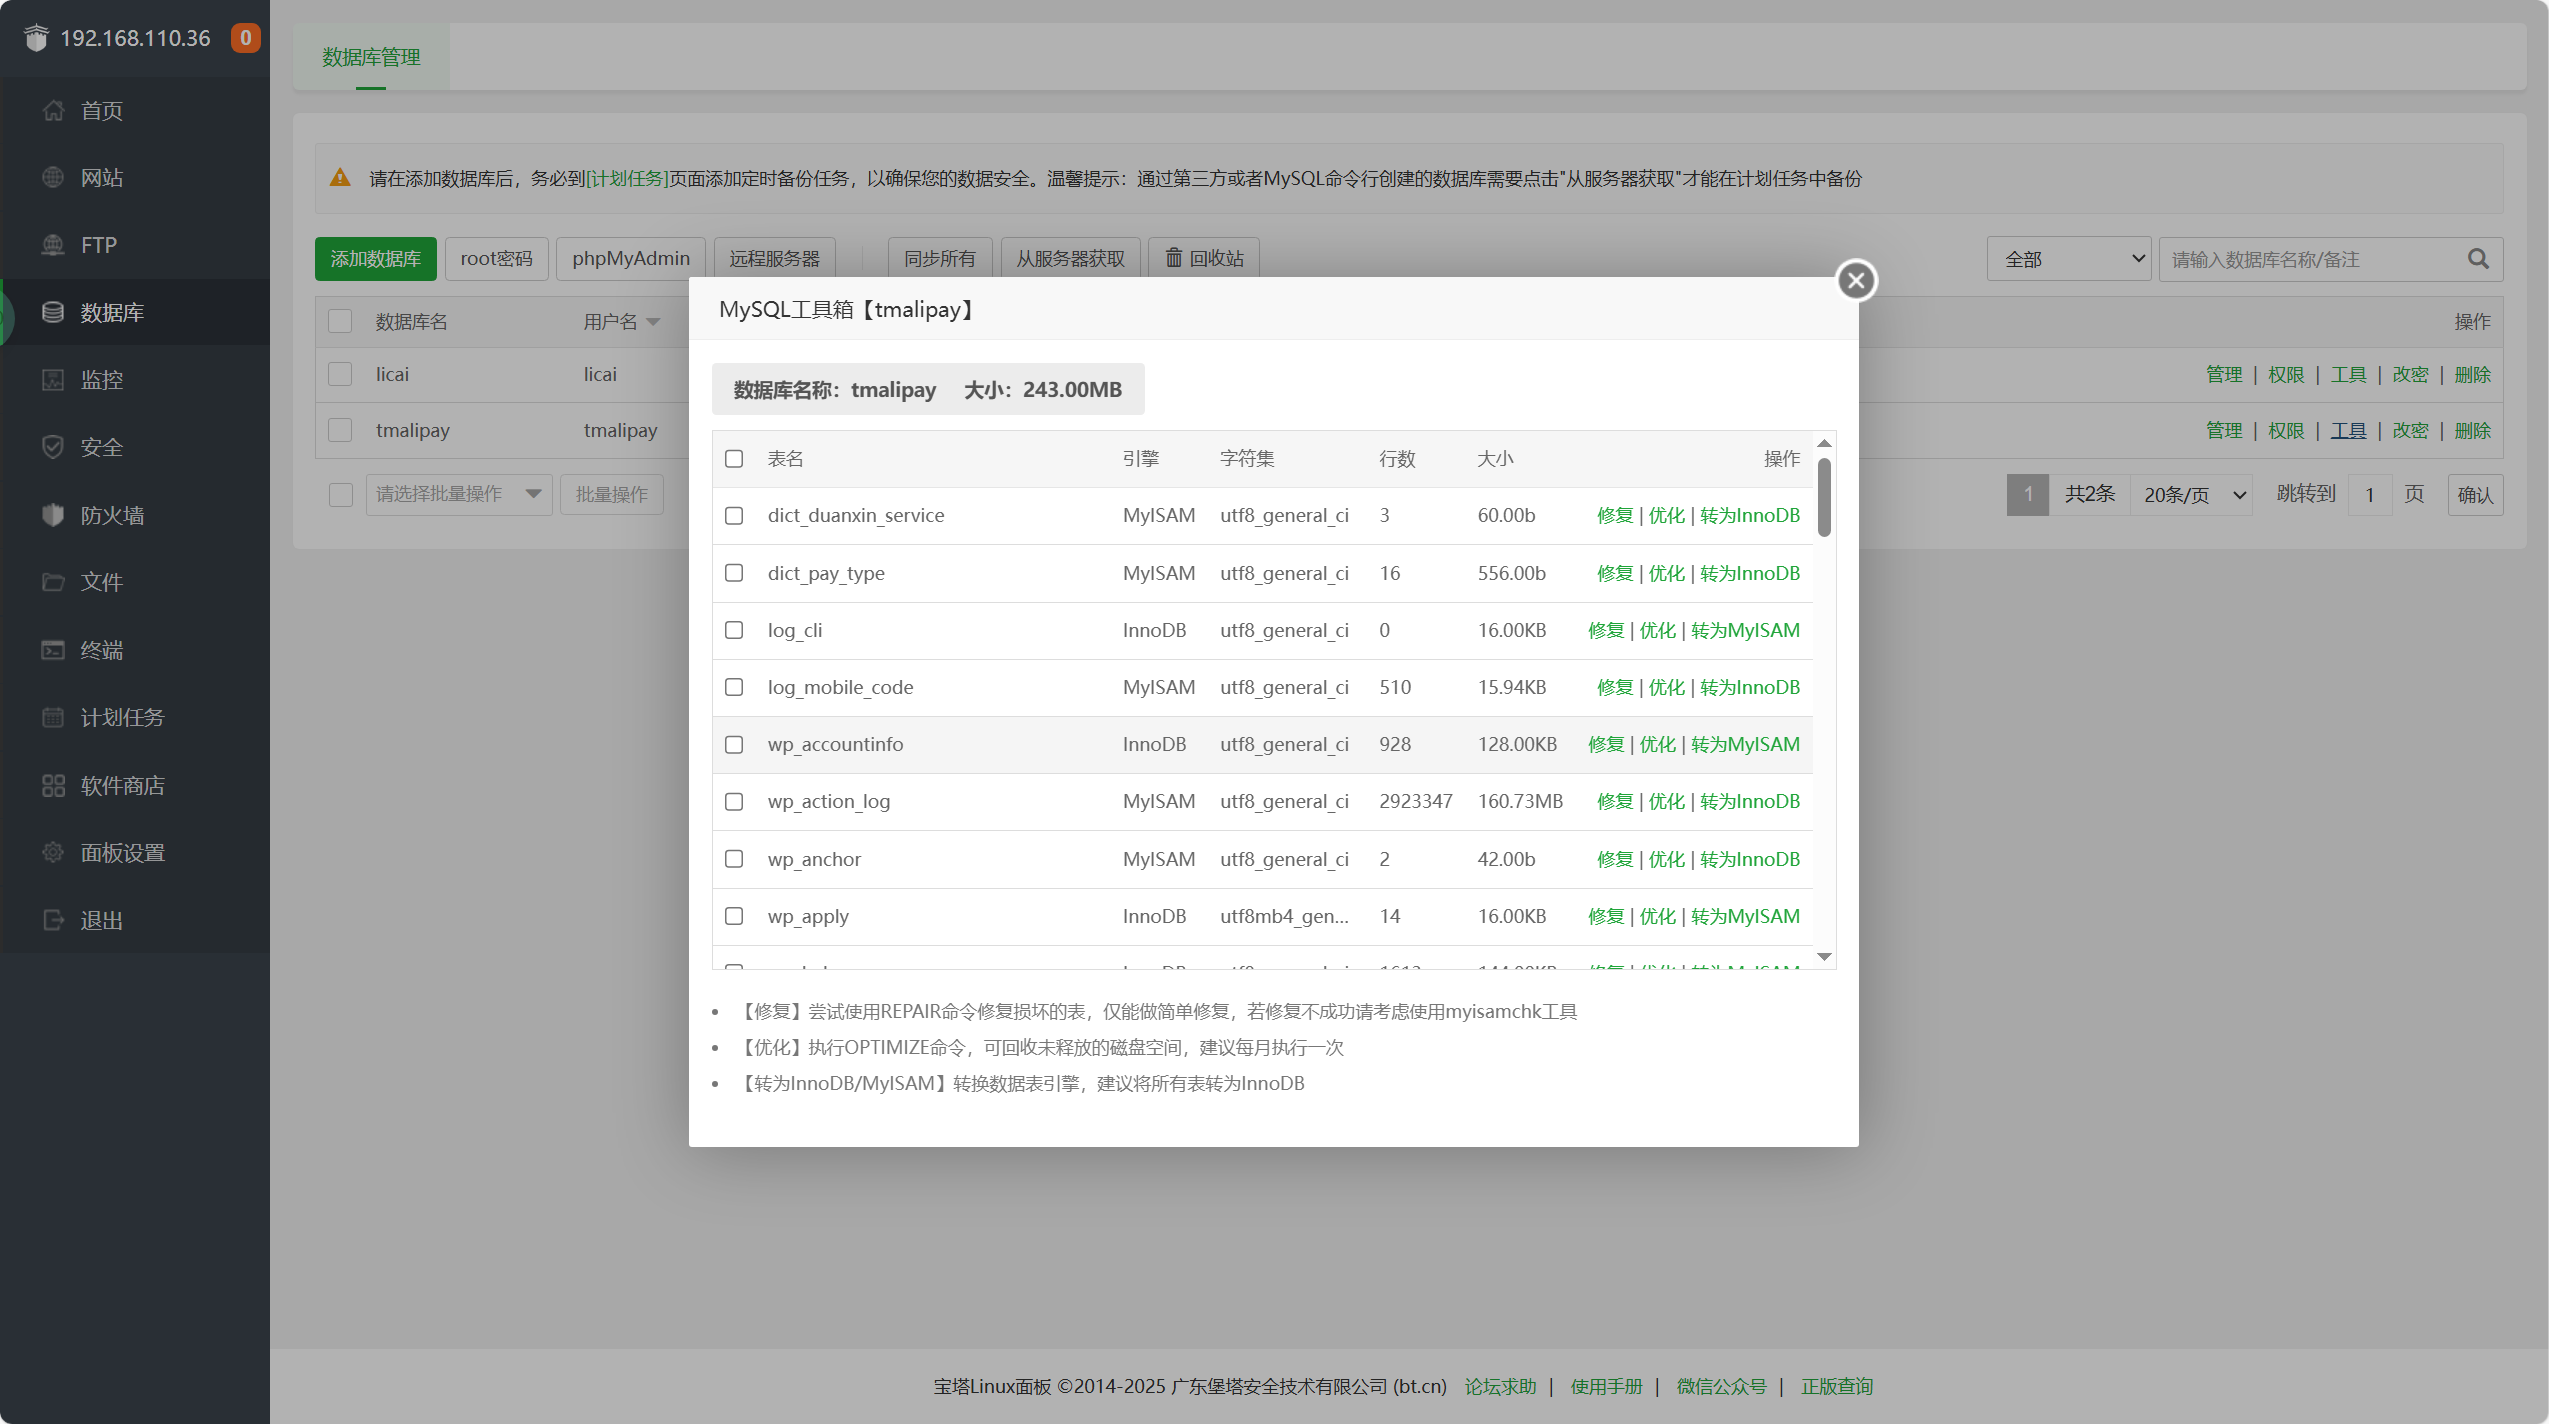 192.168.110.36 0
首页
网站
FTP
数据库
监控
安全
防火墙
文件
终端
计划任务
软件商店
面板设置
退出
数据库管理
请在添加数据库后，务必到[计划任务]页面添加定时备份任务，以确保您的数据安全。温馨提示：通过第三方或者MySQL命令行创建的数据库需要点击"从服务器获取"才能在计划任务中备份
添加数据库 root密码 phpMyAdmin 远程服务器 同步所有 从服务器获取 回收站 全部 请输入数据库名称/备注
数据库名 用户名 操作
licai licai 管理 | 权限 | 工具 | 改密 | 删除
tmalipay tmalipay 管理 | 权限 | 工具 | 改密 | 删除
请选择批量操作 批量操作 1 共2条 20条/页 跳转到 1 页 确认
MySQL工具箱【tmalipay】
数据库名称：tmalipay 大小：243.00MB
表名 引擎 字符集 行数 大小 操作
dict_duanxin_service MyISAM utf8_general_ci 3 60.00b 修复 | 优化 | 转为InnoDB
dict_pay_type MyISAM utf8_general_ci 16 556.00b 修复 | 优化 | 转为InnoDB
log_cli InnoDB utf8_general_ci 0 16.00KB 修复 | 优化 | 转为MyISAM
log_mobile_code MyISAM utf8_general_ci 510 15.94KB 修复 | 优化 | 转为InnoDB
wp_accountinfo InnoDB utf8_general_ci 928 128.00KB 修复 | 优化 | 转为MyISAM
wp_action_log MyISAM utf8_general_ci 2923347 160.73MB 修复 | 优化 | 转为InnoDB
wp_anchor MyISAM utf8_general_ci 2 42.00b 修复 | 优化 | 转为InnoDB
wp_apply InnoDB utf8mb4_gen... 14 16.00KB 修复 | 优化 | 转为MyISAM
【修复】尝试使用REPAIR命令修复损坏的表，仅能做简单修复，若修复不成功请考虑使用myisamchk工具
【优化】执行OPTIMIZE命令，可回收未释放的磁盘空间，建议每月执行一次
【转为InnoDB/MyISAM】转换数据表引擎，建议将所有表转为InnoDB
宝塔Linux面板 ©2014-2025 广东堡塔安全技术有限公司 (bt.cn) 论坛求助 | 使用手册 | 微信公众号 | 正版查询